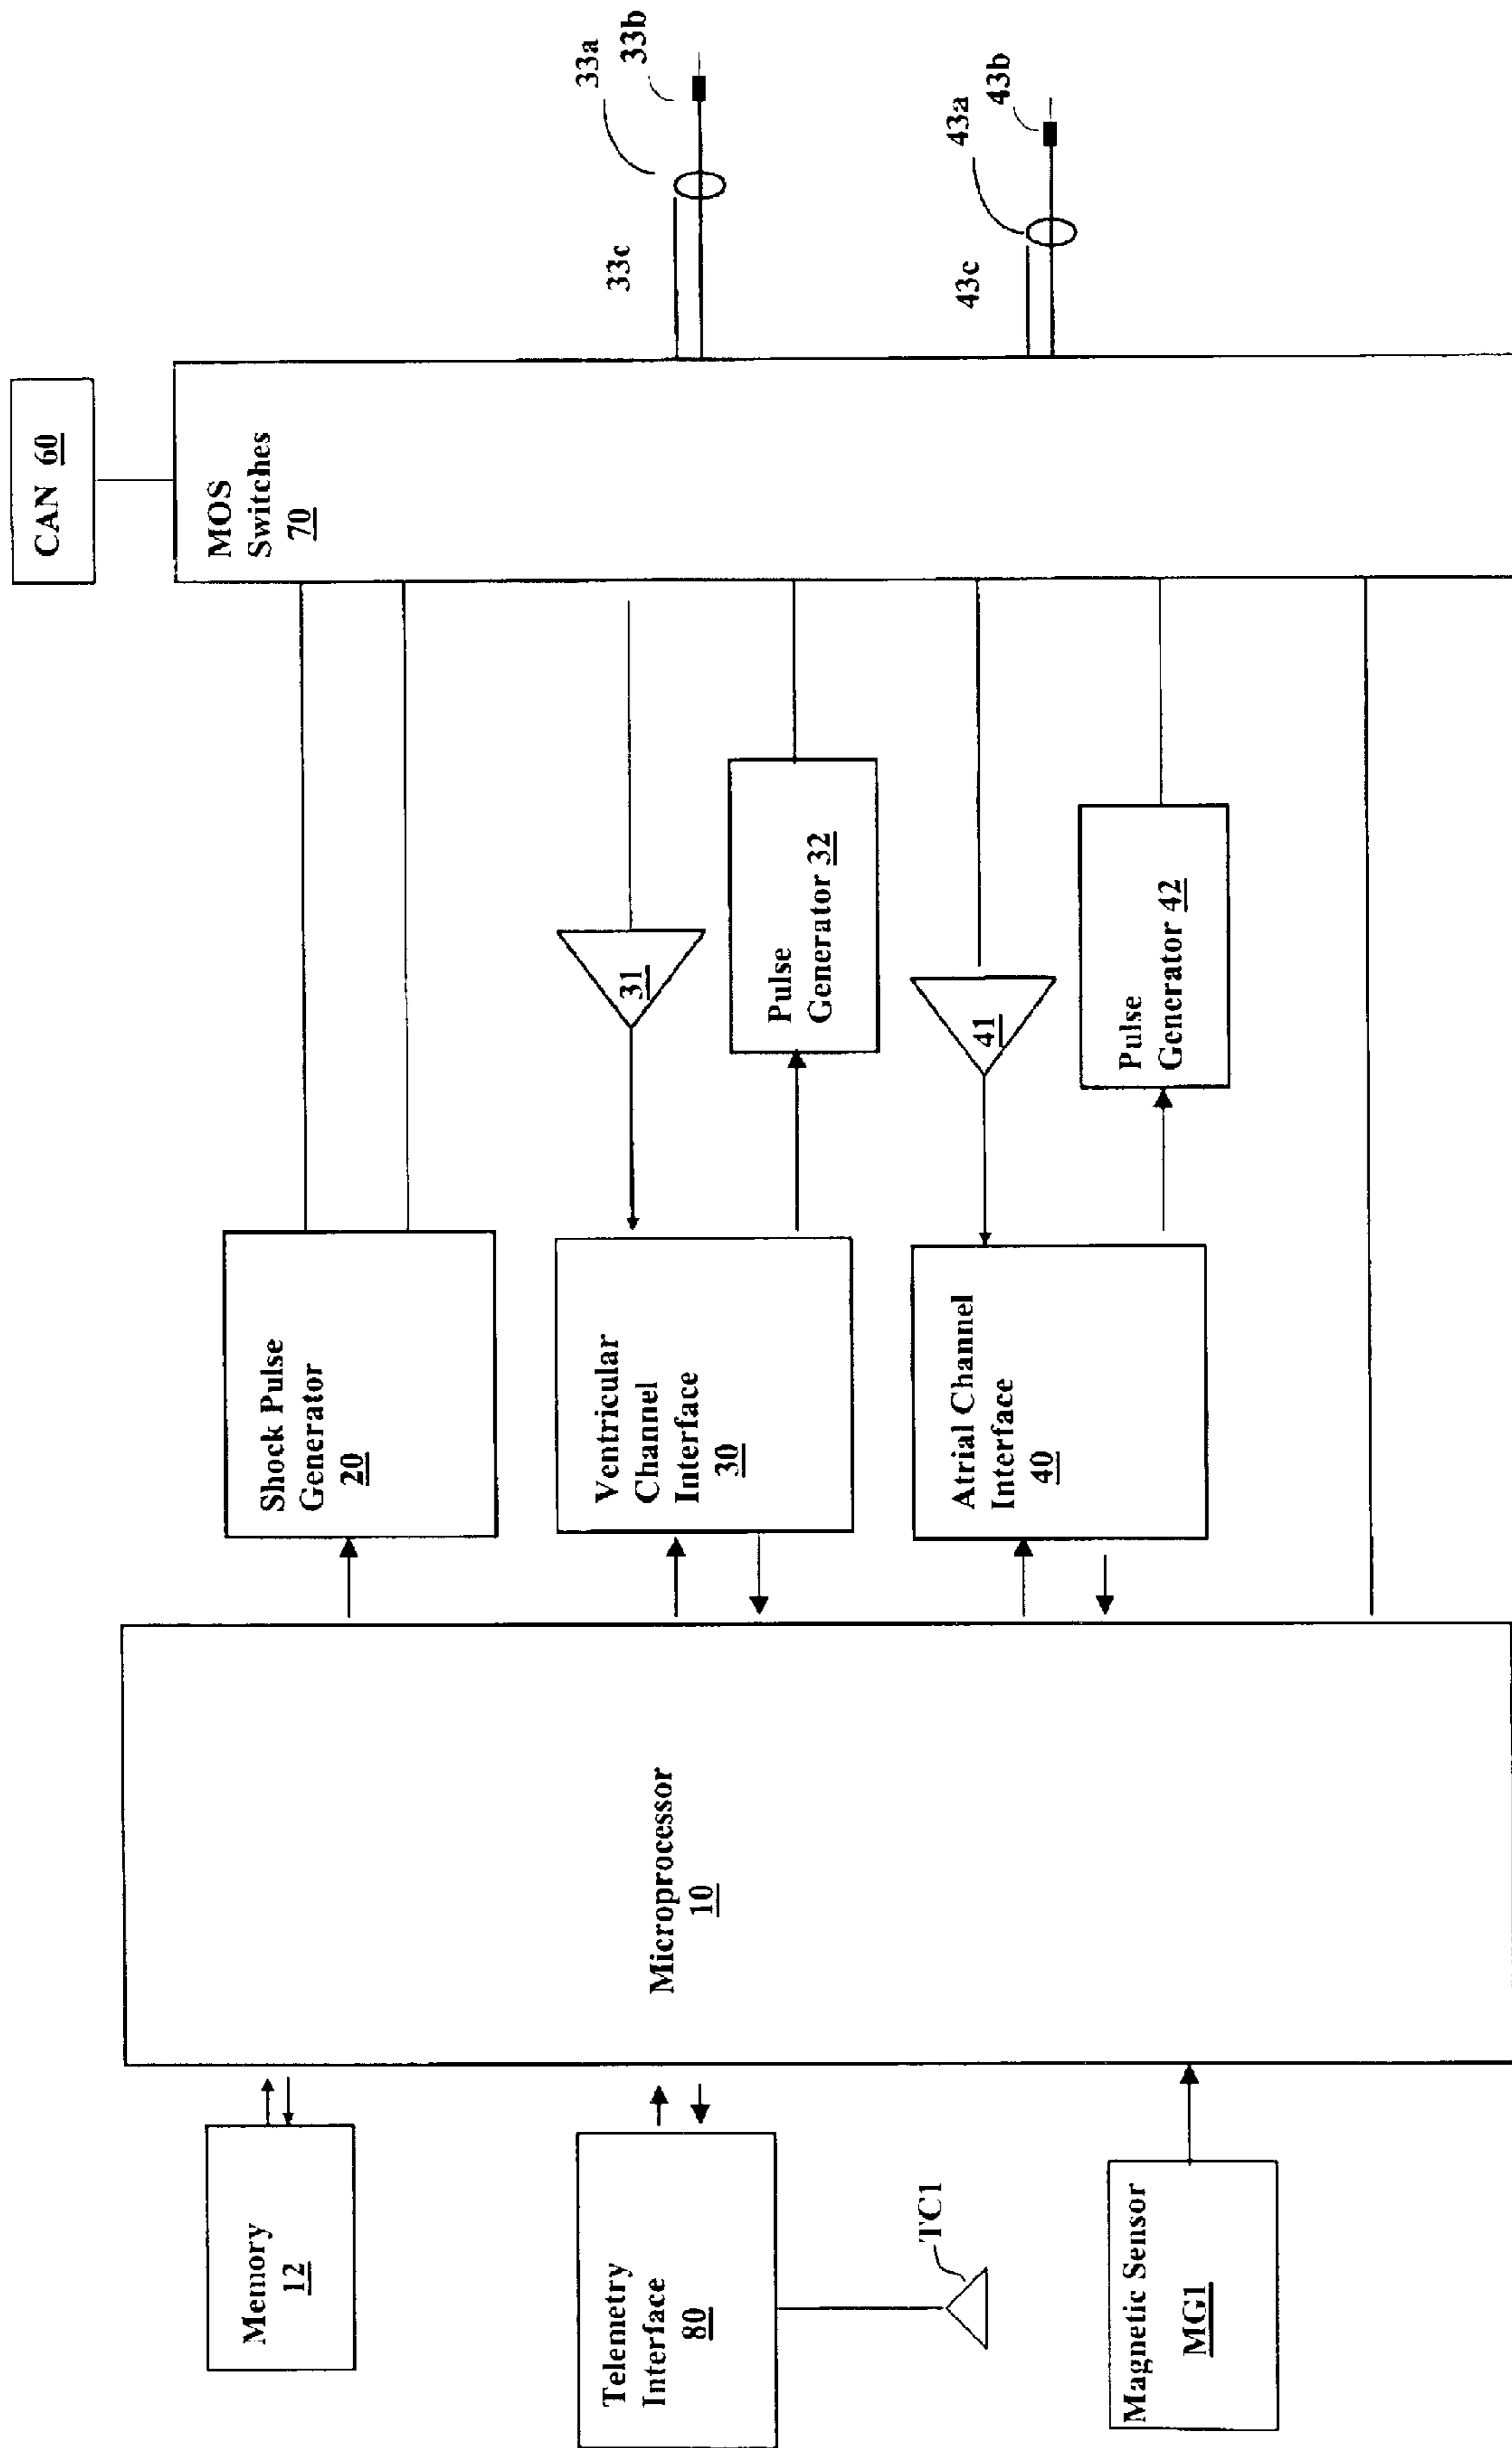 Memory
12
Telemetry
Interface
80
TC1
Magnetic Sensor
MG1
Microprocessor
10
Shock Pulse
Generator
20
Ventricular
Channel
Interface
30
Atrial Channel
Interface
40
31
Pulse
Generator 32
41
Pulse
Generator 42
MOS
Switches
70
CAN 60
33c
33a
33b
43c
43a
43b